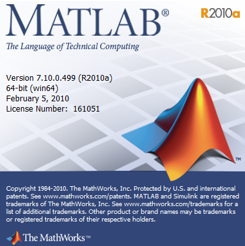 MATLAB® R2010a
The Language of Technical Computing
Version 7.10.0.499 (R2010a)
64-bit (win64)
February 5, 2010
License Number: 161051
TM
Copyright 1984-2010. The MathWorks, Inc. Protected by U.S. and international
patents. See www.mathworks.com/patents. MATLAB and Simulink are registered
trademarks of The MathWorks, Inc. See www.mathworks.com/trademarks for a
list of additional trademarks. Other product or brand names may be trademarks
or registered trademarks of their respective holders.
The MathWorks™